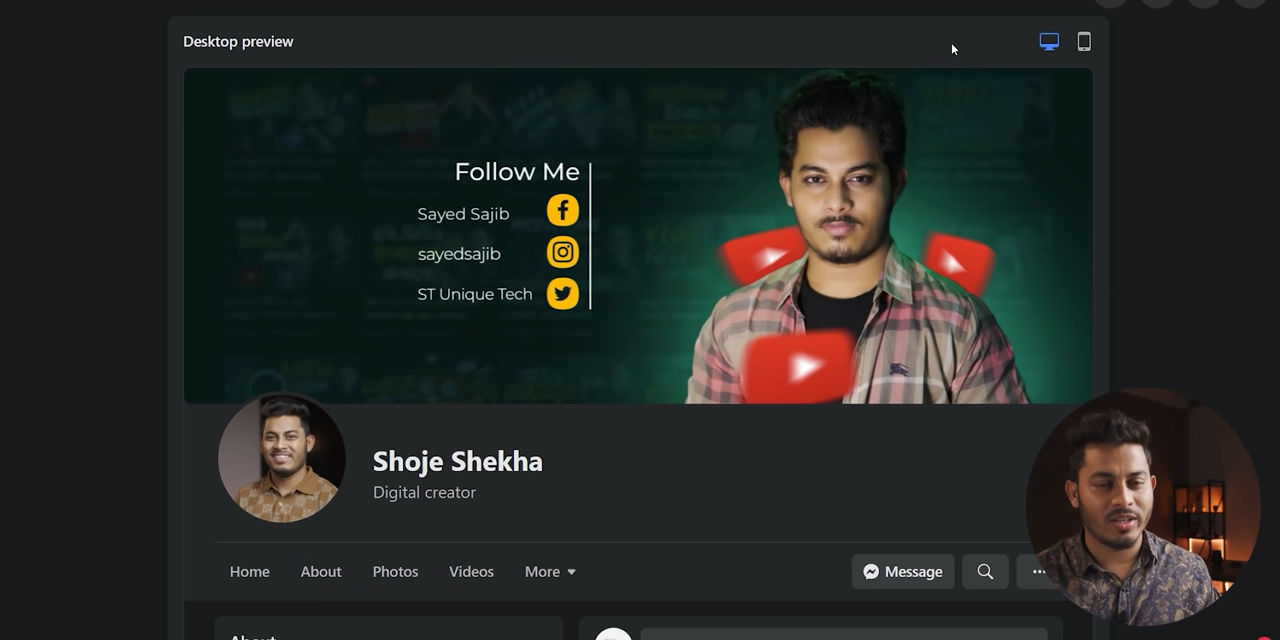 Desktop preview
Follow Me
Sayed Sajib
sayedsajib
ST Unique Tech
Shoje Shekha
Digital creator
Home
About
Photos
Videos
More
Message
About